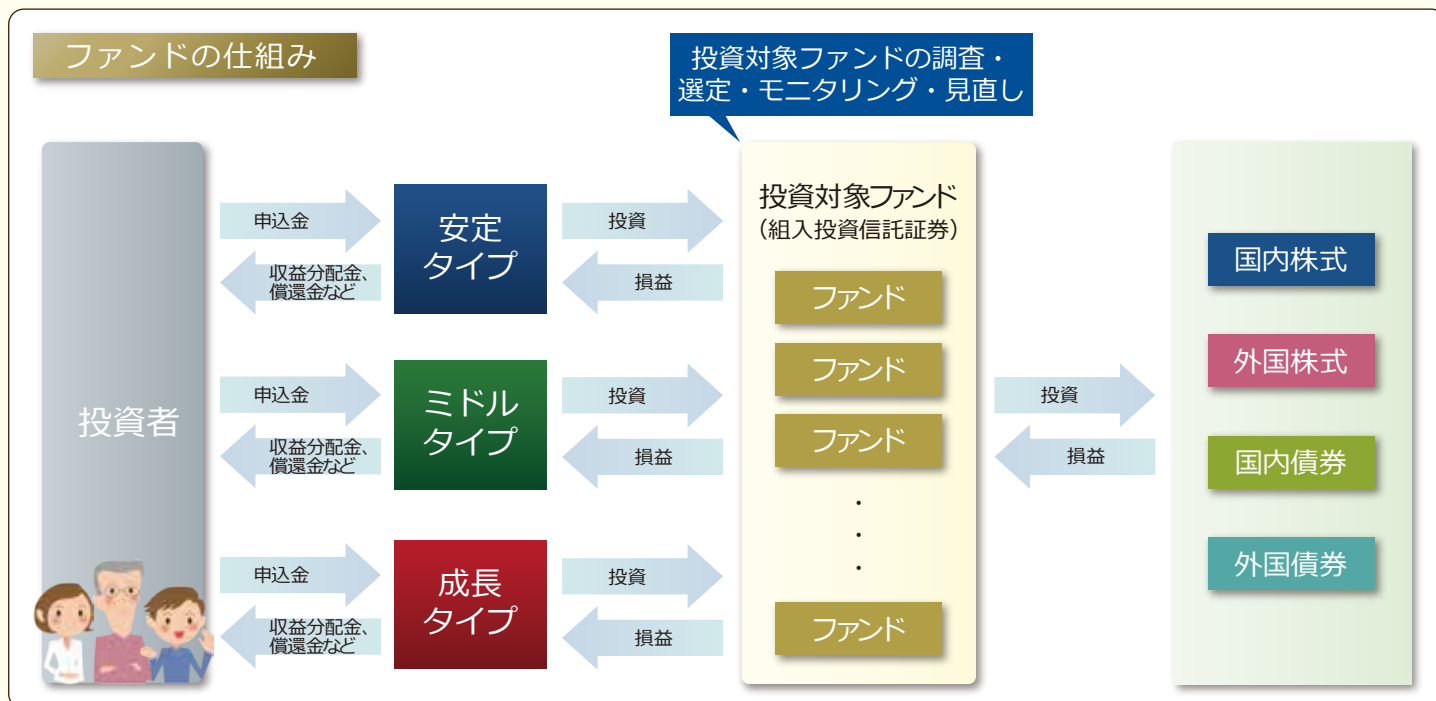 ファンドの仕組み
投資対象ファンドの調査・
選定・モニタリング・見直し
投資者
申込金
収益分配金、
償還金など
安定
タイプ
投資
損益
申込金
収益分配金、
償還金など
ミドル
タイプ
投資
損益
申込金
収益分配金、
償還金など
成長
タイプ
投資
損益
投資対象ファンド
（組入投資信託証券）
ファンド
ファンド
ファンド
・
・
・
ファンド
投資
損益
国内株式
外国株式
国内債券
外国債券